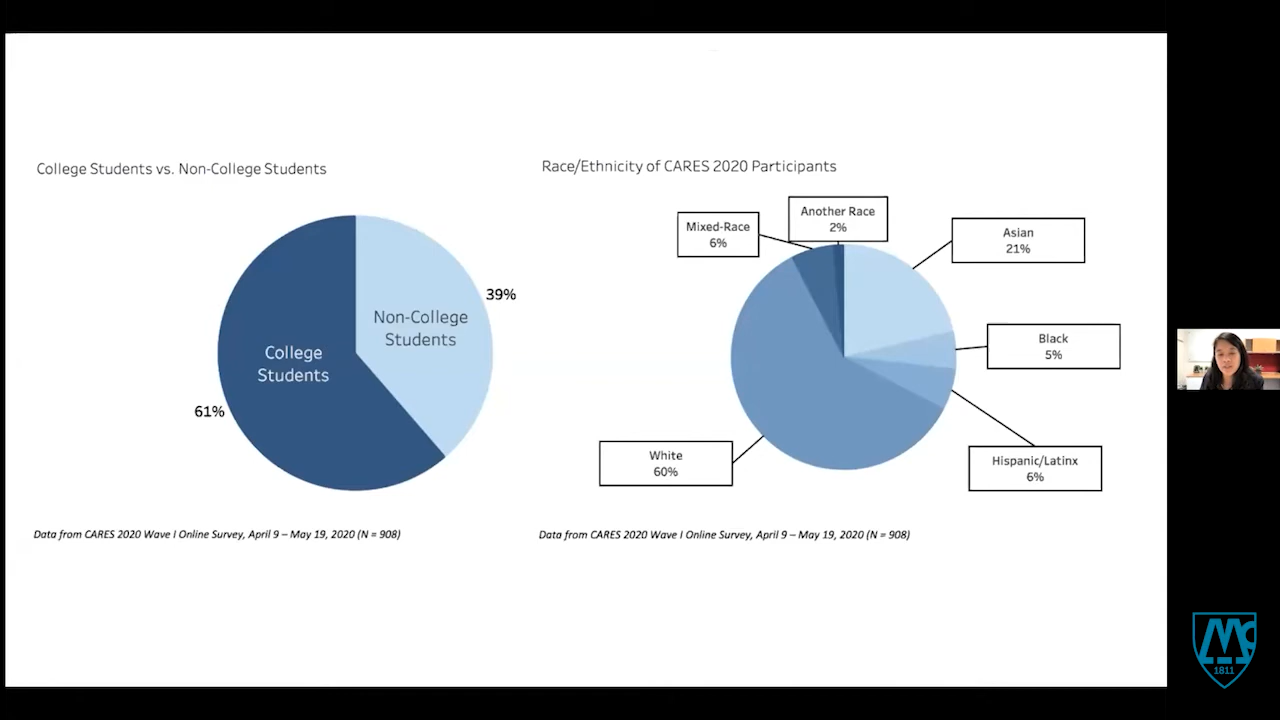 College Students vs. Non-College Students
Non-College
Students
39%
College
Students
61%
Data from CARES 2020 Wave I Online Survey, April 9 – May 19, 2020 (N = 908)
Race/Ethnicity of CARES 2020 Participants
Mixed-Race
6%
Another Race
2%
Asian
21%
Black
5%
Hispanic/Latinx
6%
White
60%
Data from CARES 2020 Wave I Online Survey, April 9 – May 19, 2020 (N = 908)
Mc
1811